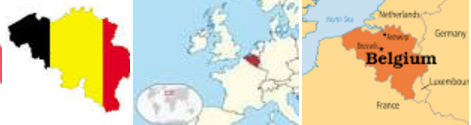 North Sea
Netherlands
Antwerp
Brussels
Germany
Belgium
Luxembourg
France